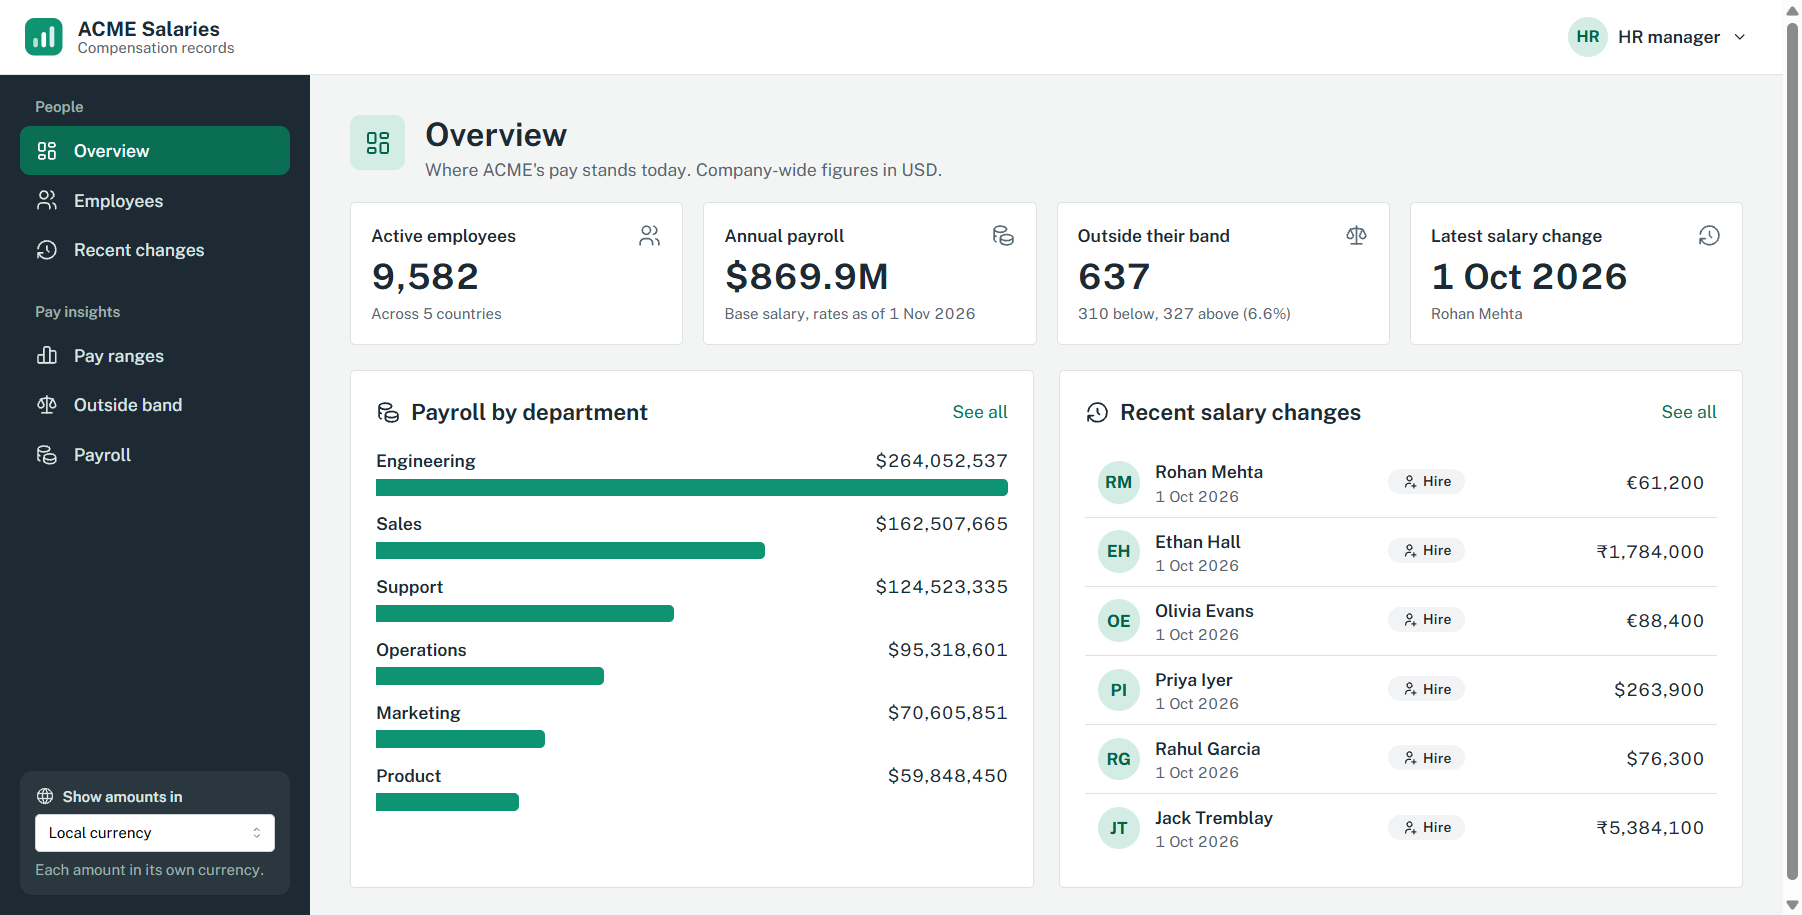 ACME Salaries
Compensation records
HR
HR manager
People
Overview
Employees
Recent changes
Pay insights
Pay ranges
Outside band
Payroll
Show amounts in
Local currency
Each amount in its own currency.
Overview
Where ACME's pay stands today. Company-wide figures in USD.
Active employees
9,582
Across 5 countries
Annual payroll
$869.9M
Base salary, rates as of 1 Nov 2026
Outside their band
637
310 below, 327 above (6.6%)
Latest salary change
1 Oct 2026
Rohan Mehta
Payroll by department
See all
Engineering $264,052,537
Sales $162,507,665
Support $124,523,335
Operations $95,318,601
Marketing $70,605,851
Product $59,848,450
Recent salary changes
See all
RM Rohan Mehta Hire €61,200
1 Oct 2026
EH Ethan Hall Hire ₹1,784,000
1 Oct 2026
OE Olivia Evans Hire €88,400
1 Oct 2026
PI Priya Iyer Hire $263,900
1 Oct 2026
RG Rahul Garcia Hire $76,300
1 Oct 2026
JT Jack Tremblay Hire ₹5,384,100
1 Oct 2026